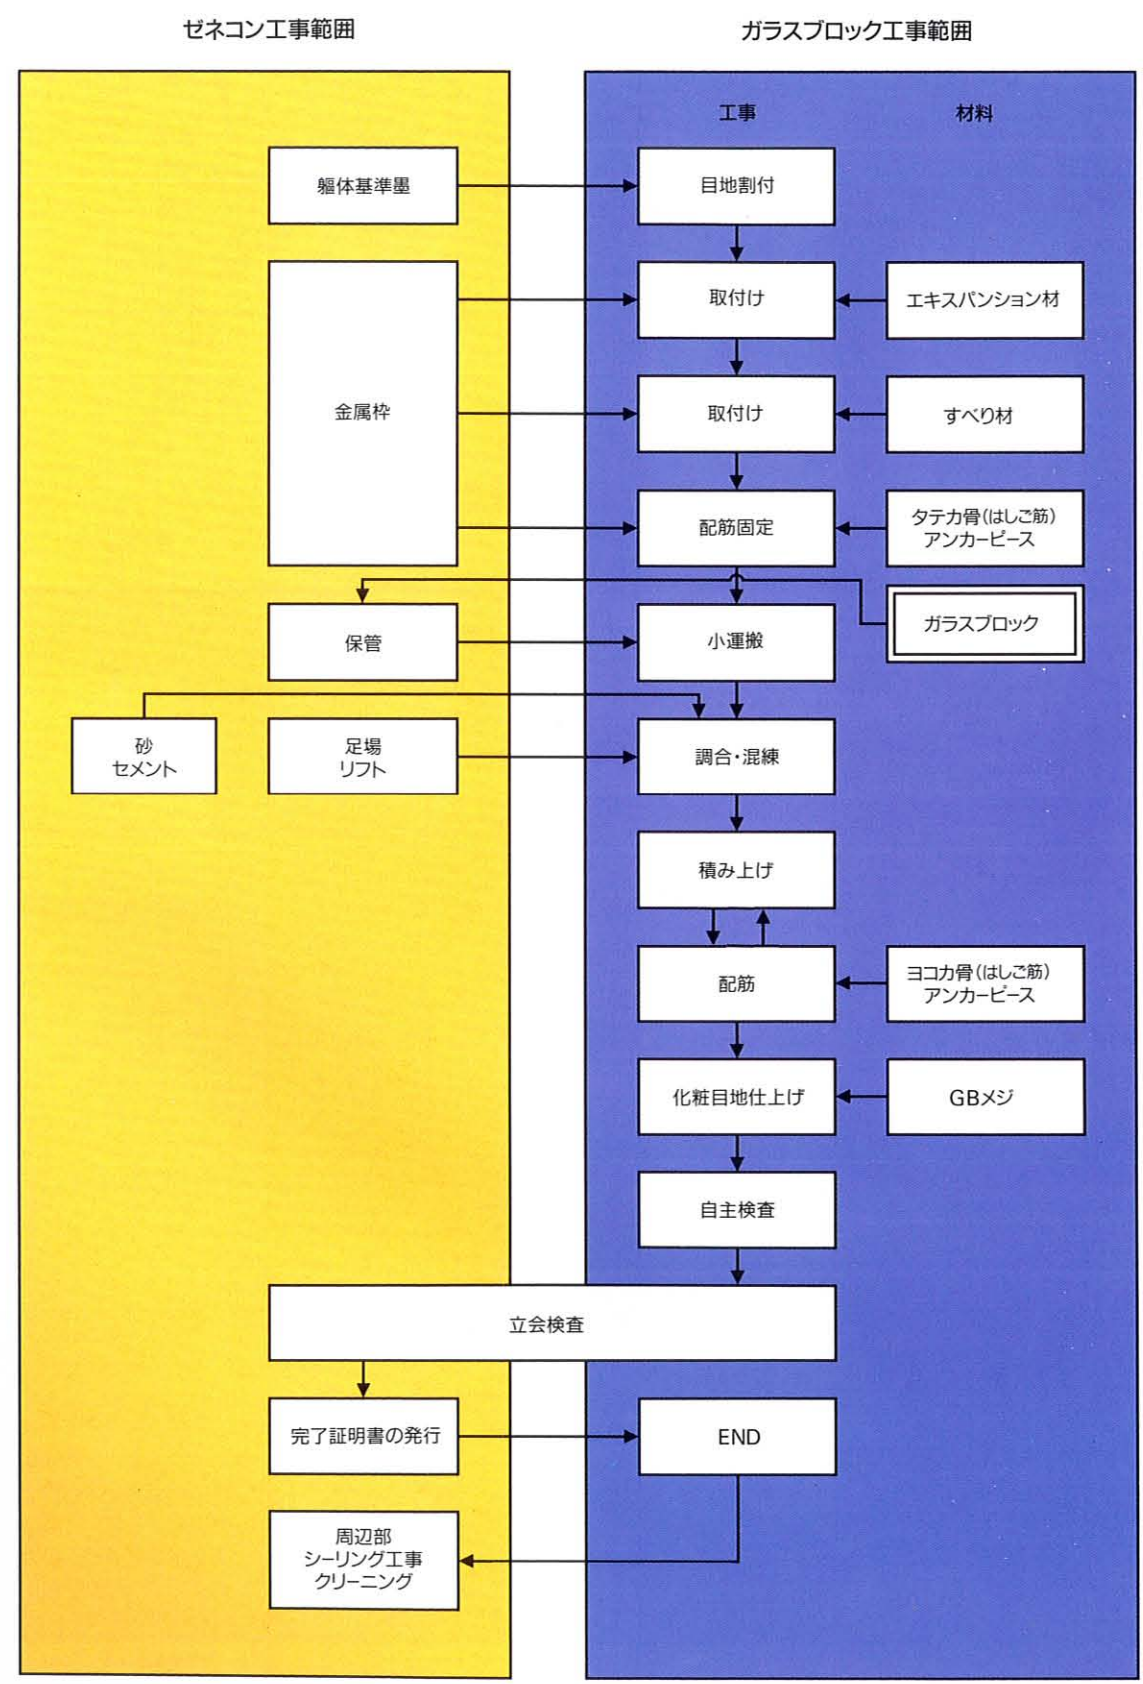 ゼネコン工事範囲
ガラスブロック工事範囲
工事
材料
軀体基準墨
目地割付
金属枠
取付け
エキスパンション材
取付け
すべり材
配筋固定
タテカ骨(はしご筋)
アンカーピース
保管
小運搬
ガラスブロック
砂
セメント
足場
リフト
調合・混練
積み上げ
配筋
ヨコカ骨(はしご筋)
アンカーピース
化粧目地仕上げ
GBメジ
自主検査
立会検査
完了証明書の発行
END
周辺部
シーリング工事
クリーニング